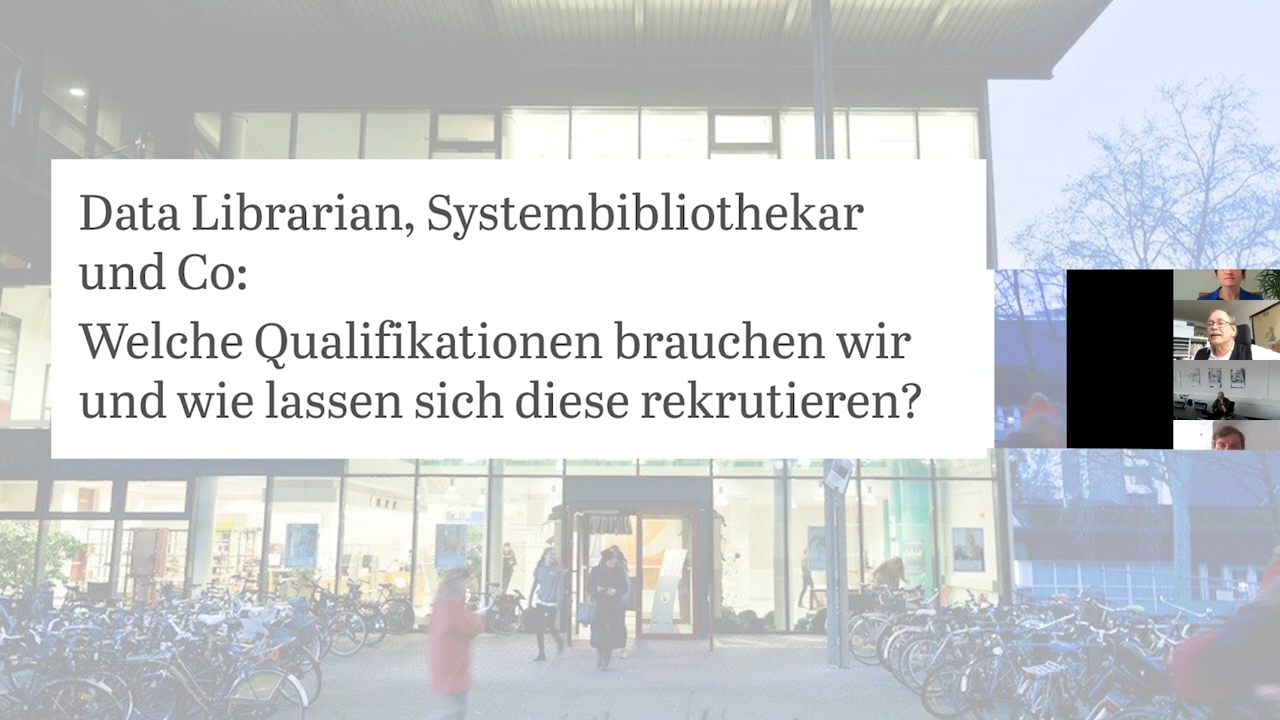 Data Librarian, Systembibliothekar
und Co:
Welche Qualifikationen brauchen wir
und wie lassen sich diese rekrutieren?